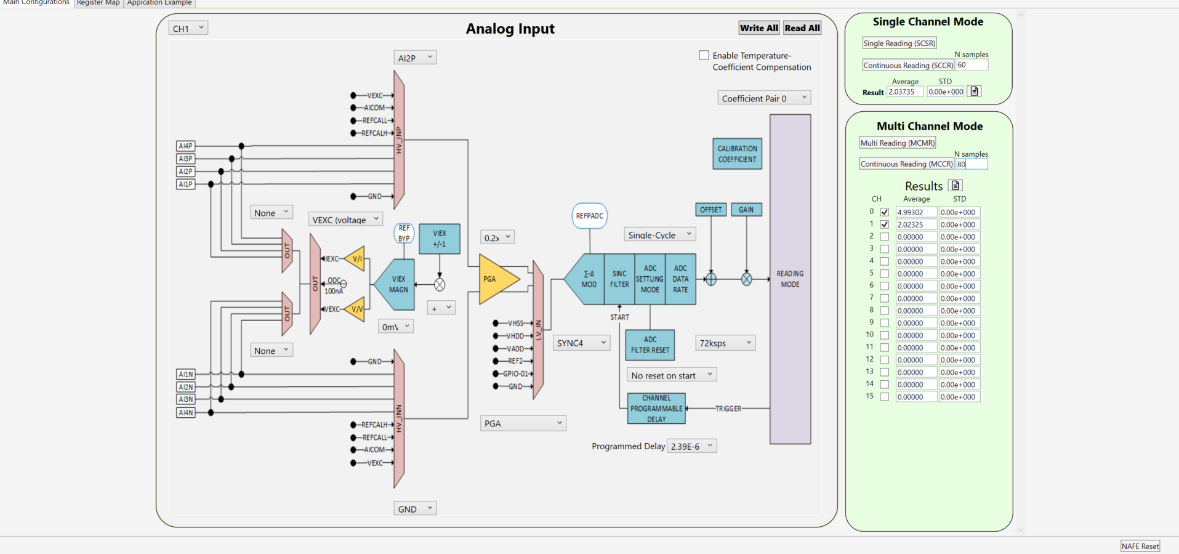 Main Configurations Register Map Application Example
CH1
Analog Input
Write All Read All
AI2P
Enable Temperature-
Coefficient Compensation
Coefficient Pair 0
VEXC
AICOM
REFCALL
REFCALH
HV_INP
GND
AI4P
AI3P
AI2P
AI1P
None
VEXC (voltage
REF
BYP
VIEX
+/-1
OUT
OUT
OUT
IEXC
V/I
ODC
100nA
VEXC
V/V
VIEX
MAGN
0mV
+
None
0.2x
PGA
REFPADC
Single-Cycle
CALIBRATION
COEFFICIENT
OFFSET
GAIN
Σ-Δ
MOD
SINC
FILTER
ADC
SETTLING
MODE
ADC
DATA
RATE
READING
MODE
START
LV_IN
VHSS
VHDD
VADD
REF2
GPIO-01
GND
SYNC4
ADC
FILTER RESET
72ksps
No reset on start
CHANNEL
PROGRAMMABLE
DELAY
TRIGGER
PGA
Programmed Delay 2.39E-6
AI1N
AI2N
AI3N
AI4N
GND
HV_INN
REFCALH
REFCALL
AICOM
VEXC
GND
Single Channel Mode
Single Reading (SCSR)
N samples
Continuous Reading (SCCR) 60
Average STD
Result 2.03735 0.00e+000
Multi Channel Mode
Multi Reading (MCMR)
N samples
Continuous Reading (MCCR) 80
Results
CH Average STD
0 4.99302 0.00e+000
1 2.02325 0.00e+000
2 0.00000 0.00e+000
3 0.00000 0.00e+000
4 0.00000 0.00e+000
5 0.00000 0.00e+000
6 0.00000 0.00e+000
7 0.00000 0.00e+000
8 0.00000 0.00e+000
9 0.00000 0.00e+000
10 0.00000 0.00e+000
11 0.00000 0.00e+000
12 0.00000 0.00e+000
13 0.00000 0.00e+000
14 0.00000 0.00e+000
15 0.00000 0.00e+000
NAFE Reset